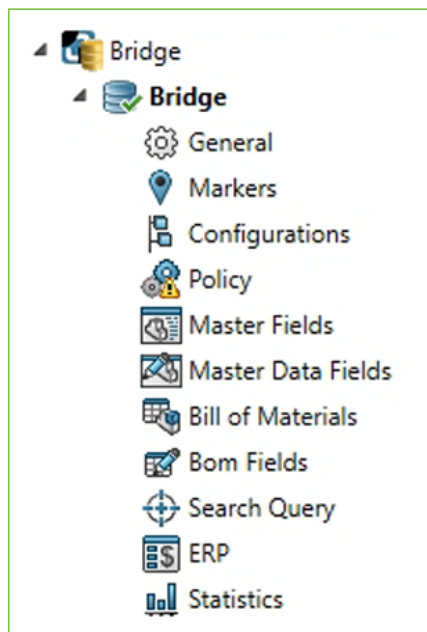 Bridge
Bridge
General
Markers
Configurations
Policy
Master Fields
Master Data Fields
Bill of Materials
Bom Fields
Search Query
ERP
Statistics